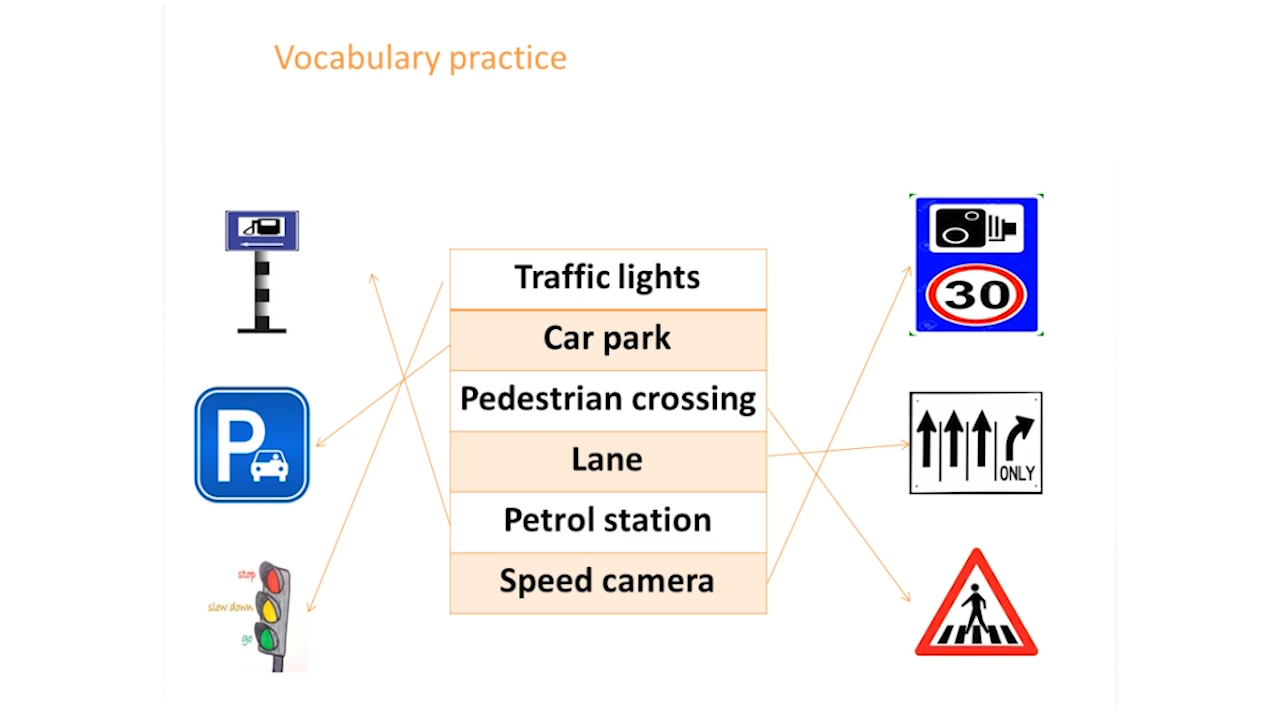 Vocabulary practice
Traffic lights
Car park
Pedestrian crossing
Lane
Petrol station
Speed camera
P
stop
slow down
go
30
ONLY